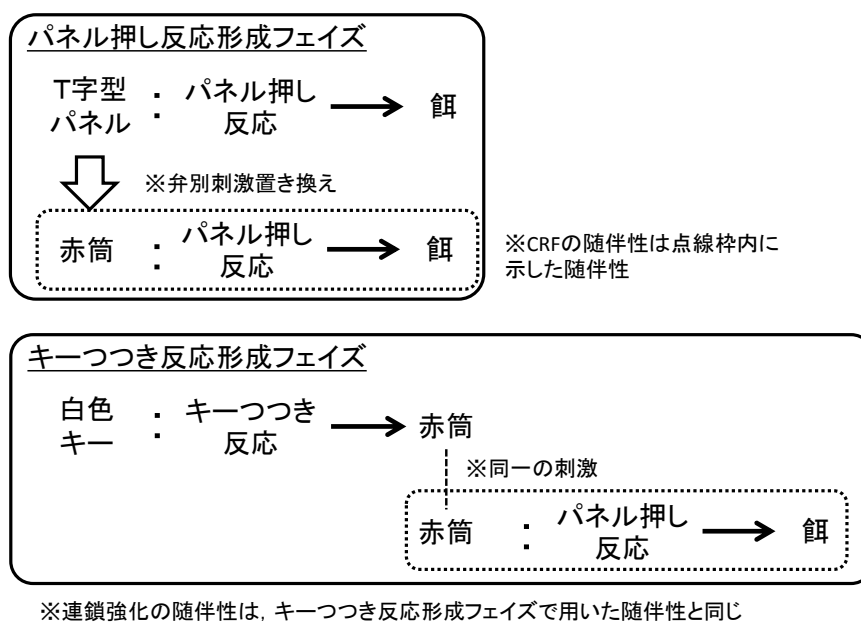 パネル押し反応形成フェイズ
T字型
パネル
:
パネル押し
反応
餌
※弁別刺激置き換え
赤筒
:
パネル押し
反応
餌
※CRFの随伴性は点線枠内に
示した随伴性
キーつつき反応形成フェイズ
白色
キー
:
キーつつき
反応
赤筒
※同一の刺激
赤筒
:
パネル押し
反応
餌
※連鎖強化の随伴性は，キーつつき反応形成フェイズで用いた随伴性と同じ